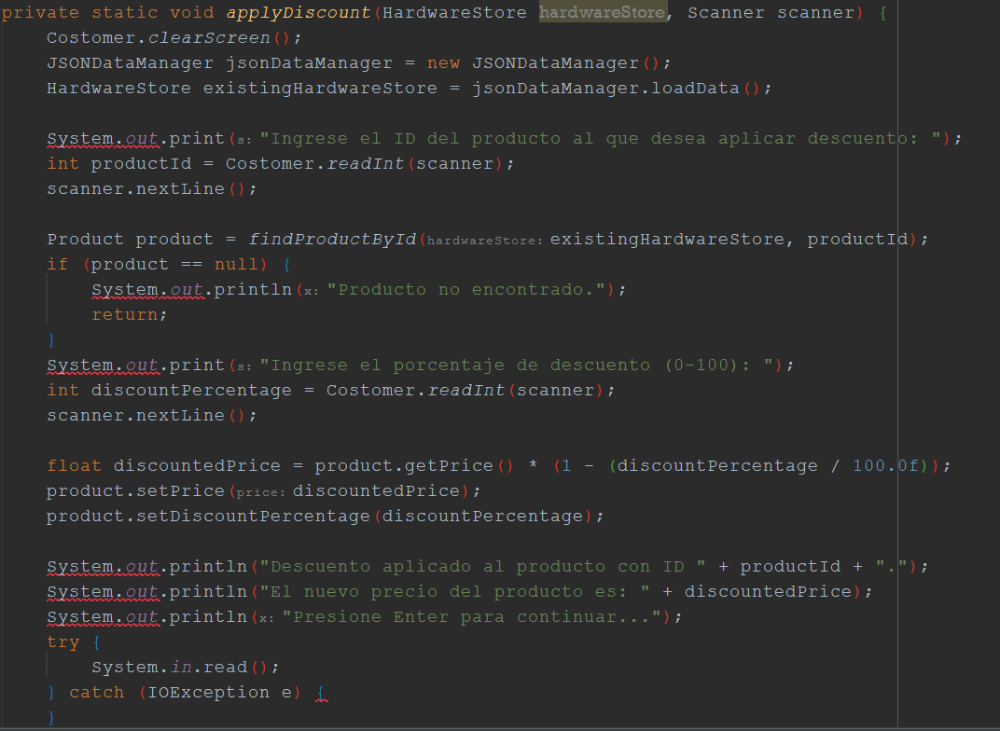 private static void applyDiscount(HardwareStore hardwareStore, Scanner scanner) {
    Costomer.clearScreen();
    JSONDataManager jsonDataManager = new JSONDataManager();
    HardwareStore existingHardwareStore = jsonDataManager.loadData();

    System.out.print(s: "Ingrese el ID del producto al que desea aplicar descuento: ");
    int productId = Costomer.readInt(scanner);
    scanner.nextLine();

    Product product = findProductById(hardwareStore: existingHardwareStore, productId);
    if (product == null) {
        System.out.println(x: "Producto no encontrado.");
        return;
    }
    System.out.print(s: "Ingrese el porcentaje de descuento (0-100): ");
    int discountPercentage = Costomer.readInt(scanner);
    scanner.nextLine();

    float discountedPrice = product.getPrice() * (1 - (discountPercentage / 100.0f));
    product.setPrice(price: discountedPrice);
    product.setDiscountPercentage(discountPercentage);

    System.out.println("Descuento aplicado al producto con ID " + productId + ".");
    System.out.println("El nuevo precio del producto es: " + discountedPrice);
    System.out.println(x: "Presione Enter para continuar...");
    try {
        System.in.read();
    } catch (IOException e) {
    }